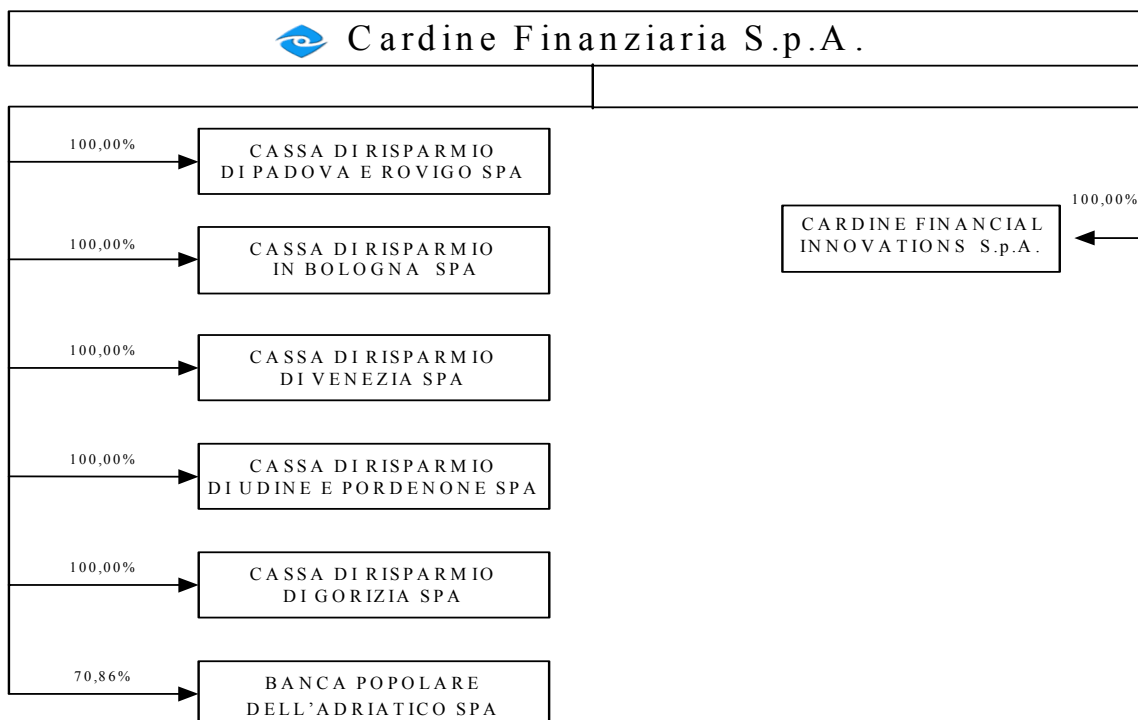 Cardine Finanziaria S.p.A.
100,00%
CASSA DI RISPARMIO
DI PADOVA E ROVIGO SPA
100,00%
CARDINE FINANCIAL
INNOVATIONS S.p.A.
100,00%
CASSA DI RISPARMIO
IN BOLOGNA SPA
100,00%
CASSA DI RISPARMIO
DI VENEZIA SPA
100,00%
CASSA DI RISPARMIO
DI UDINE E PORDENONE SPA
100,00%
CASSA DI RISPARMIO
DI GORIZIA SPA
70,86%
BANCA POPOLARE
DELL'ADRIATICO SPA